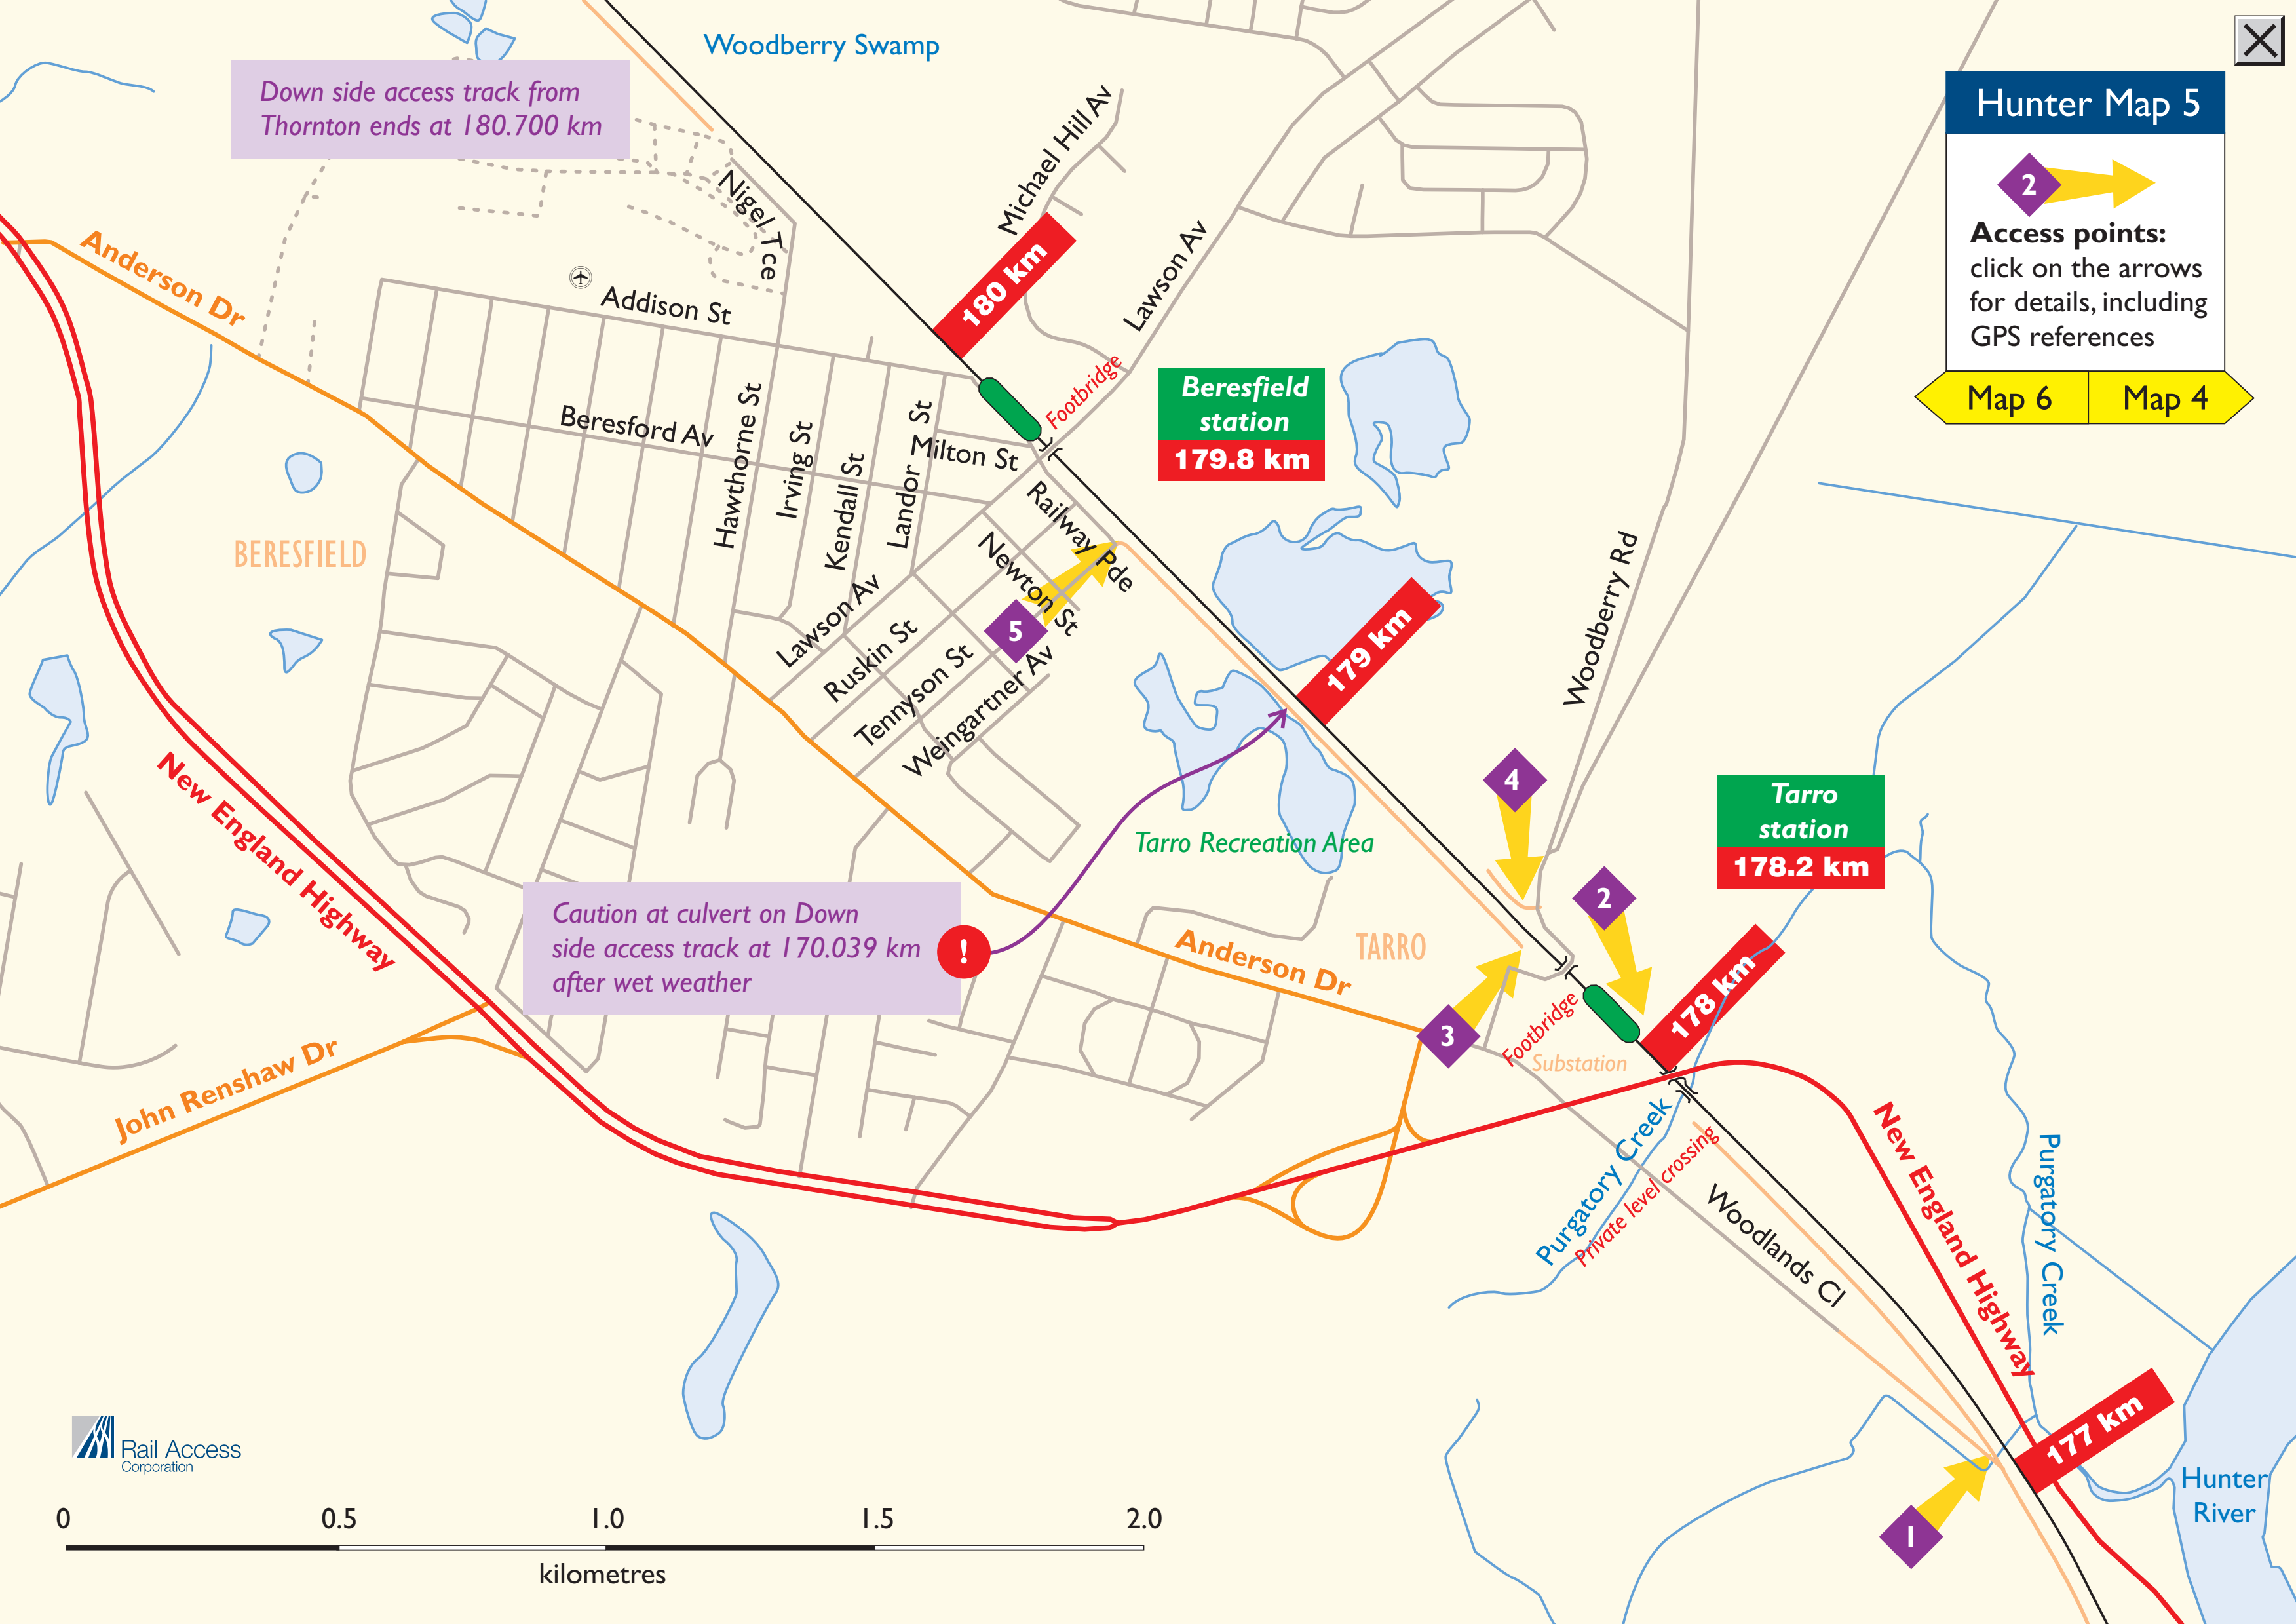 Woodberry Swamp
Down side access track from
Thornton ends at 180.700 km
Hunter Map 5
2
Access points:
click on the arrows
for details, including
GPS references
Map 6
Map 4
Michael Hill Av
Nigel Tce
Anderson Dr
Addison St
180 km
Lawson Av
Footbridge
Beresfield
station
179.8 km
Beresford Av
Hawthorne St
Irving St
Kendall St
Landor St
Milton St
Railway Pde
Newton St
BERESFIELD
5
Lawson Av
Ruskin St
Tennyson St
Weingartner Av
179 km
Woodberry Rd
New England Highway
4
Tarro
station
178.2 km
Tarro Recreation Area
2
Caution at culvert on Down
side access track at 170.039 km
after wet weather
!
Anderson Dr
TARRO
3
Footbridge
178 km
Substation
John Renshaw Dr
Purgatory Creek
Private level crossing
Woodlands Cl
New England Highway
Purgatory Creek
177 km
1
Hunter
River
Rail Access
Corporation
0
0.5
1.0
1.5
2.0
kilometres